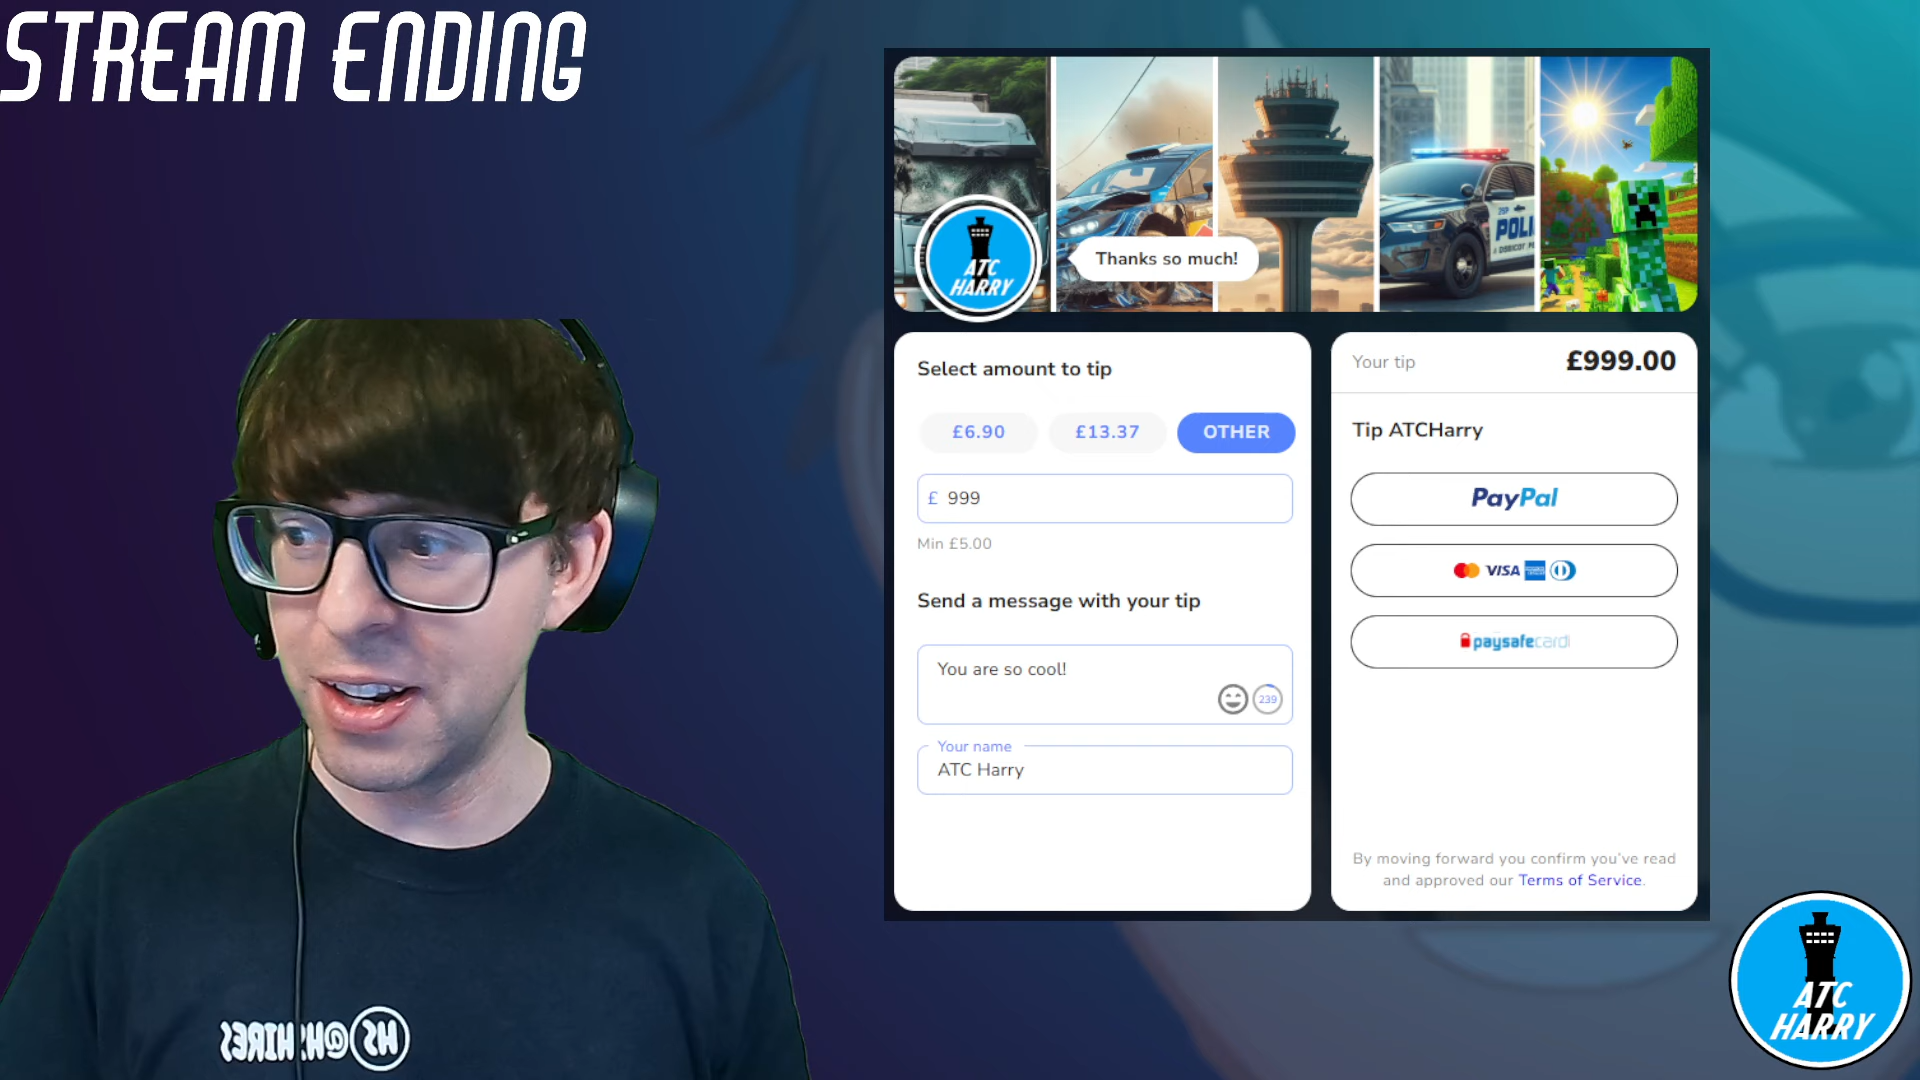 STREAM ENDING
POLI
ATC
HARRY
Thanks so much!
Select amount to tip
£6.90
£13.37
OTHER
£ 999
Min £5.00
Send a message with your tip
You are so cool!
239
Your name
ATC Harry
Your tip
£999.00
Tip ATCHarry
PayPal
VISA
paysafecard
By moving forward you confirm you've read
and approved our Terms of Service.
HS@HSHIRES
ATC
HARRY